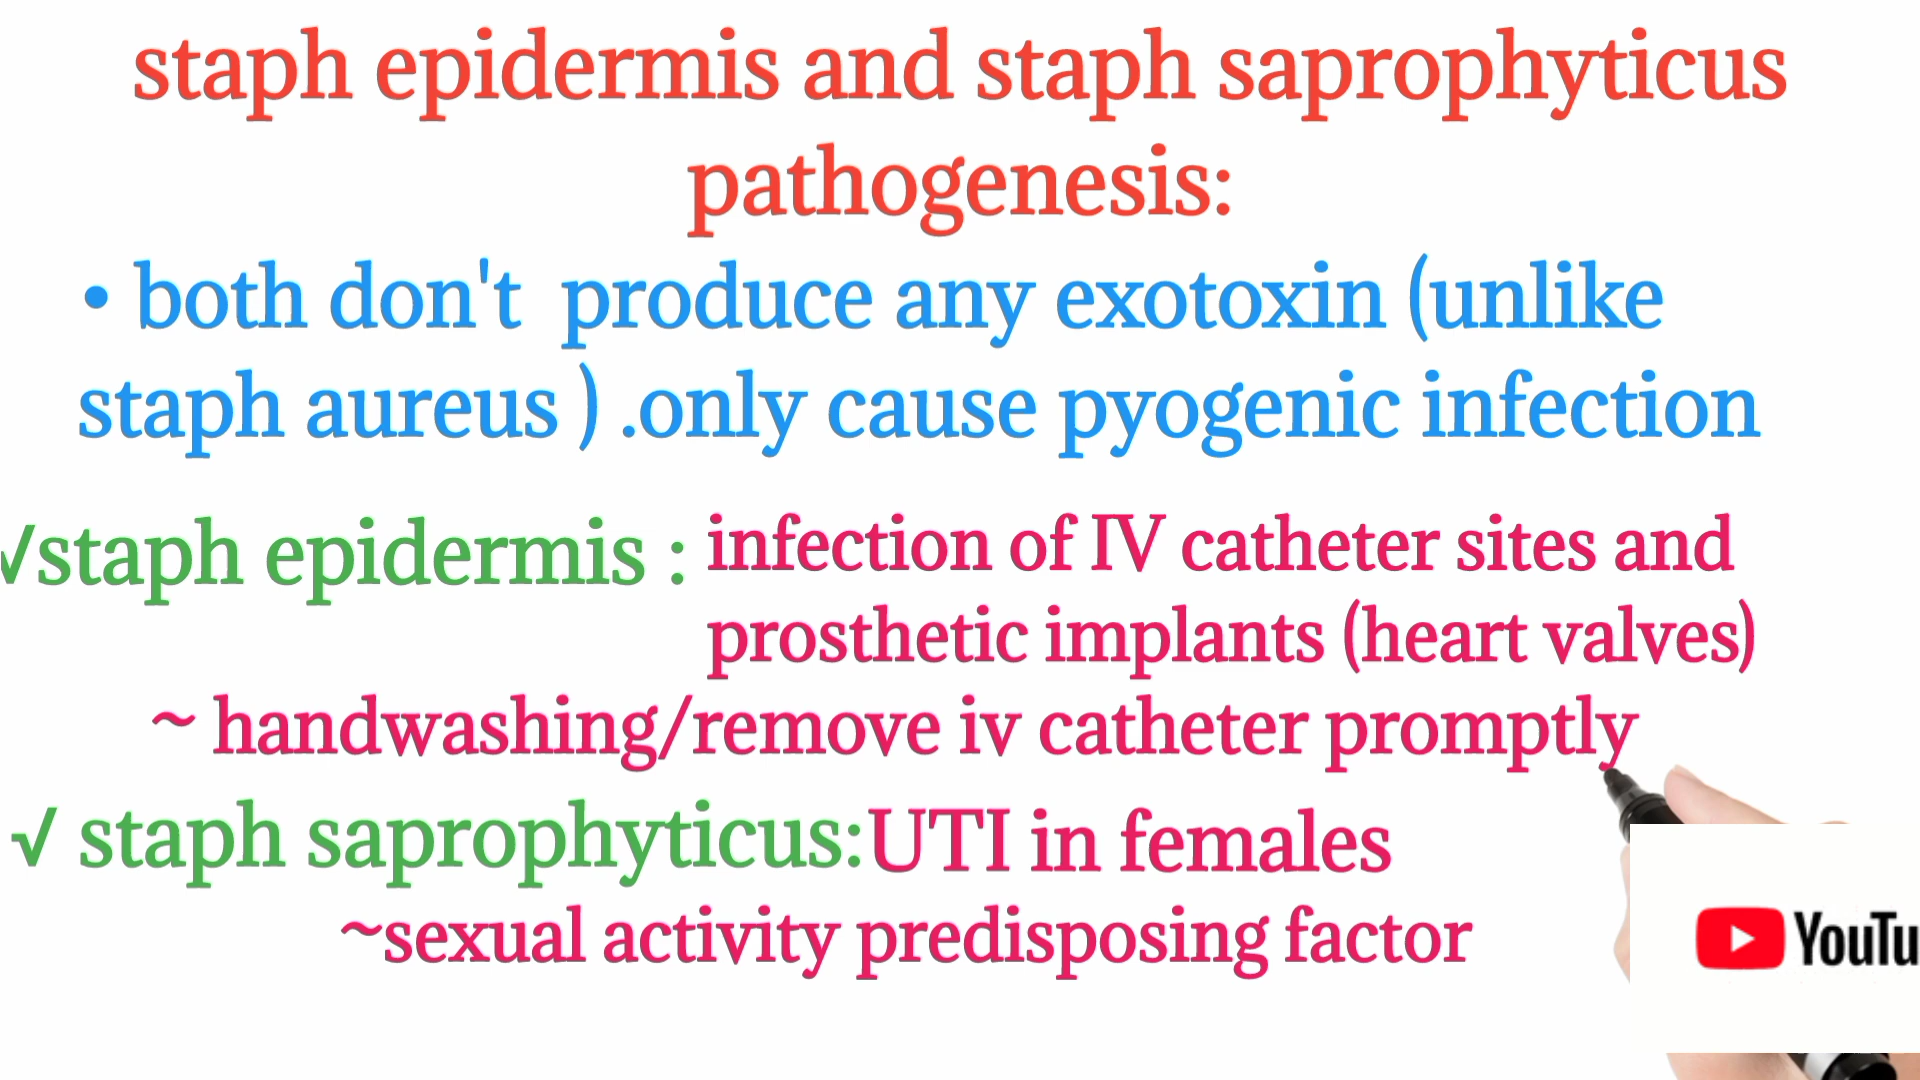 staph epidermis and staph saprophyticus
pathogenesis:
• both don't produce any exotoxin (unlike
staph aureus ) .only cause pyogenic infection
√staph epidermis : infection of IV catheter sites and
prosthetic implants (heart valves)
~ handwashing/remove iv catheter promptly
√ staph saprophyticus:UTI in females
~sexual activity predisposing factor
YouTu